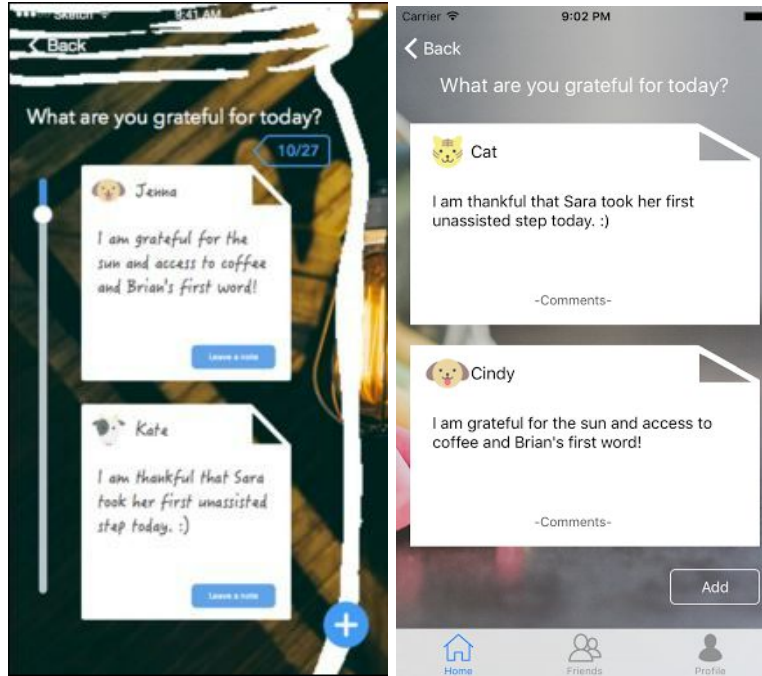 Sketch 9:41 AM
Back
What are you grateful for today?
10/27
Jenna
I am grateful for the
sun and access to coffee
and Brian's first word!
Leave a note
Kate
I am thankful that Sara
took her first unassisted
step today. :)
Leave a note
+
Carrier 9:02 PM
Back
What are you grateful for today?
Cat
I am thankful that Sara took her first
unassisted step today. :)
-Comments-
Cindy
I am grateful for the sun and access to
coffee and Brian's first word!
-Comments-
Add
Home Friends Profile